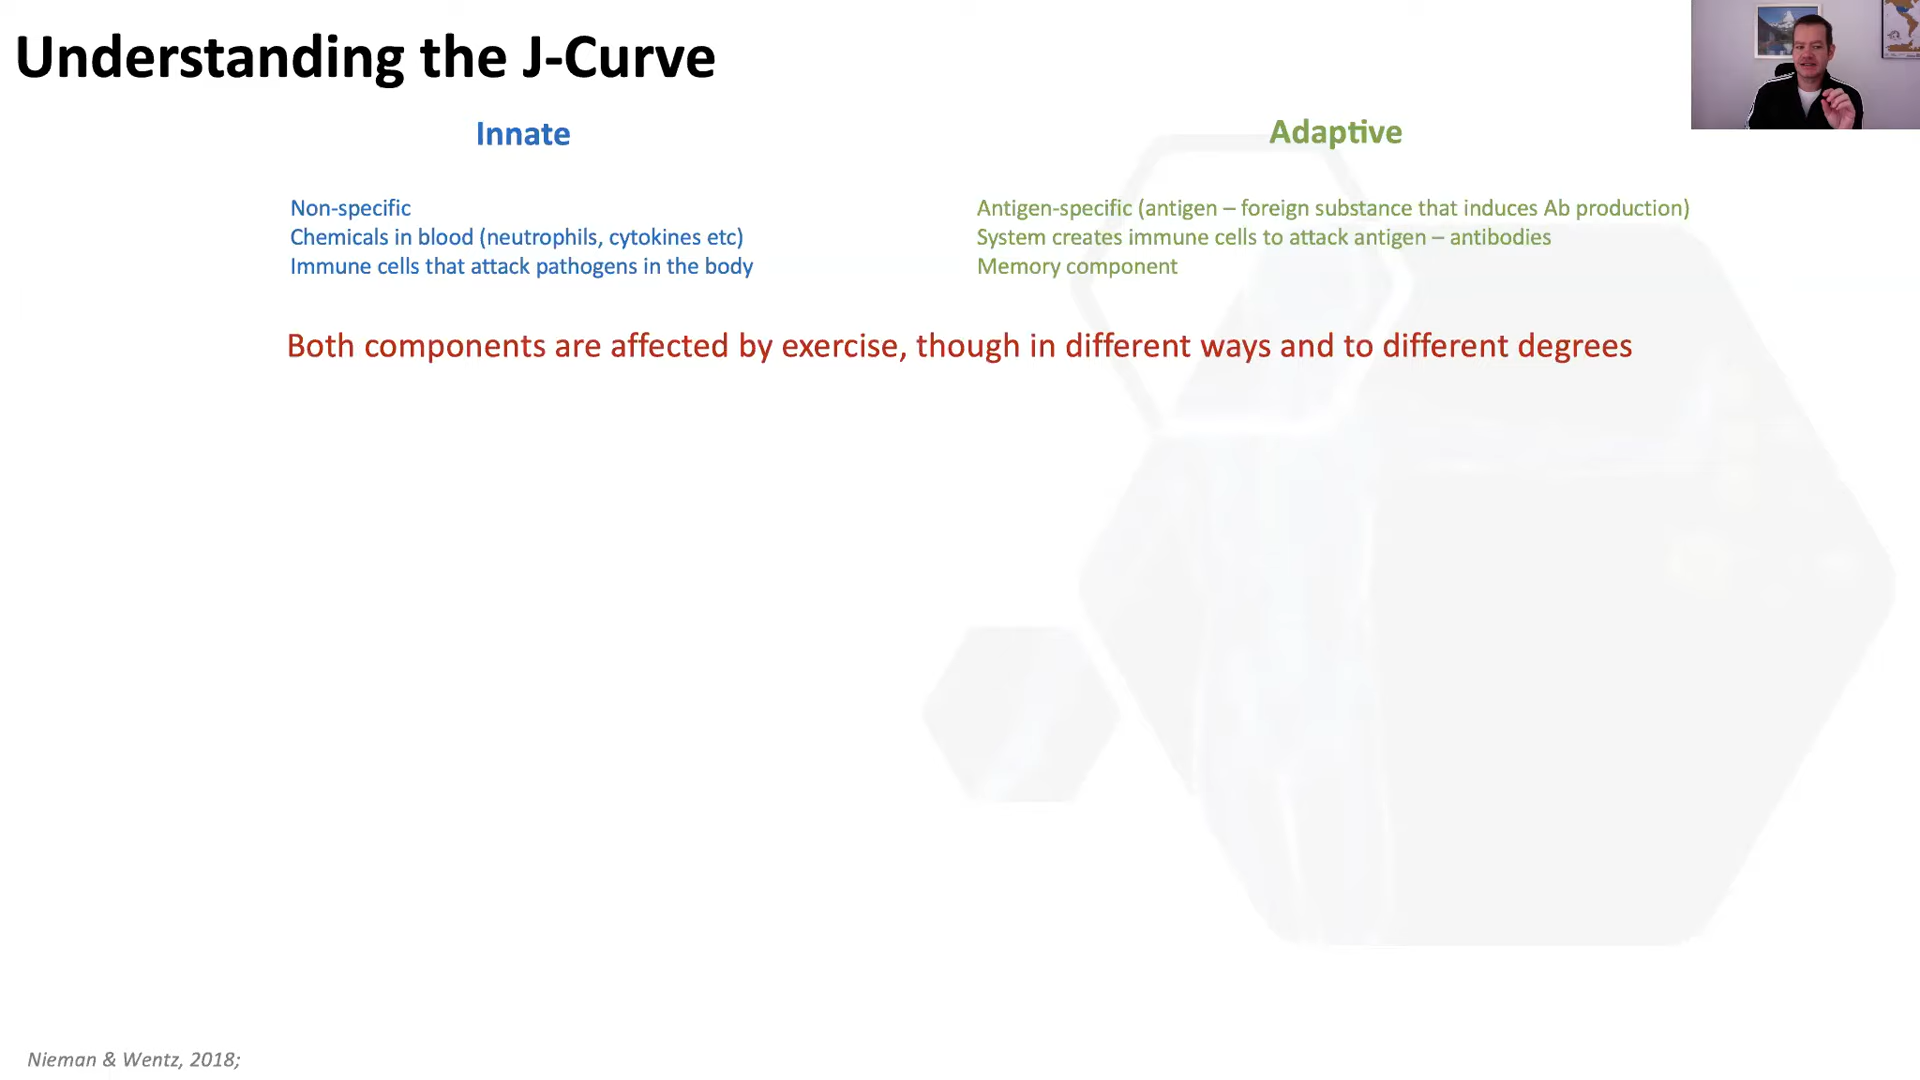 Understanding the J-Curve
Innate
Adaptive
Non-specific
Chemicals in blood (neutrophils, cytokines etc)
Immune cells that attack pathogens in the body
Antigen-specific (antigen – foreign substance that induces Ab production)
System creates immune cells to attack antigen – antibodies
Memory component
Both components are affected by exercise, though in different ways and to different degrees
Nieman & Wentz, 2018;